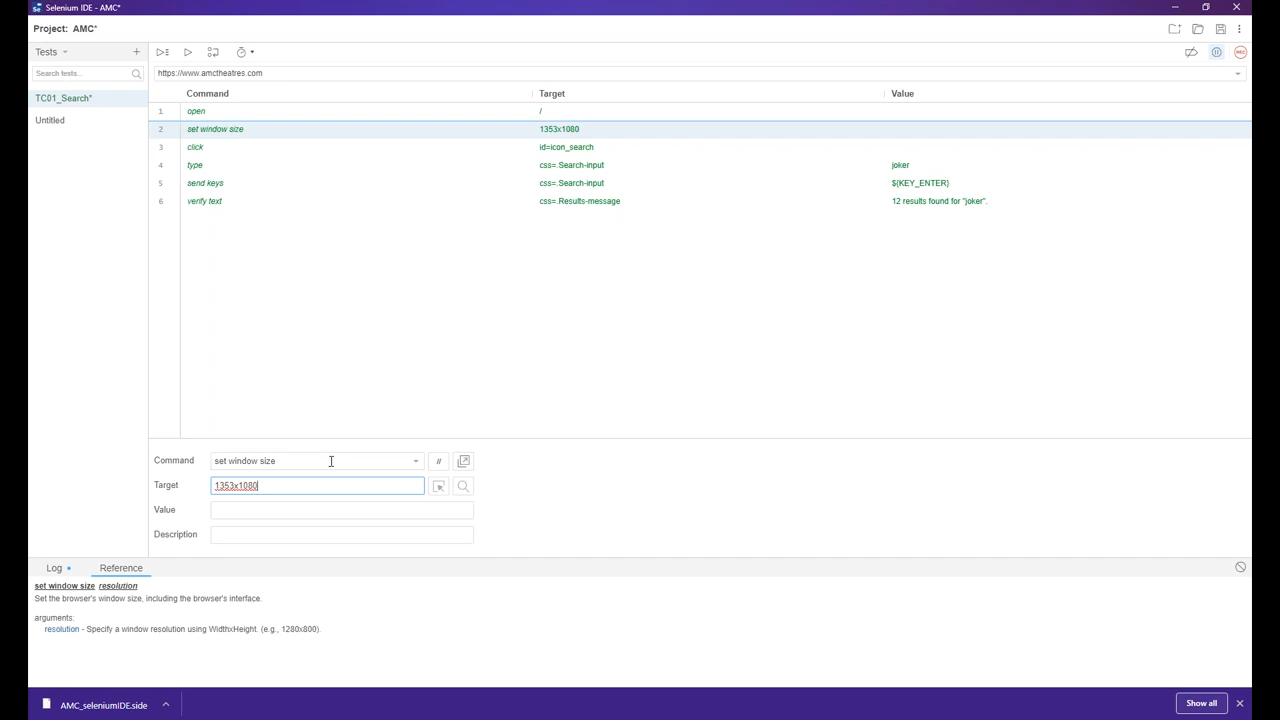 Selenium IDE - AMC*
Project: AMC*
Tests
Search tests...
TC01_Search*
Untitled
REC
https://www.amctheatres.com
Command Target Value
1 open /
2 set window size 1353x1080
3 click id=icon_search
4 type css=.Search-input joker
5 send keys css=.Search-input ${KEY_ENTER}
6 verify text css=.Results-message 12 results found for "joker".
Command set window size //
Target 1353x1080
Value
Description
Log Reference
set window size resolution
Set the browser's window size, including the browser's interface.
arguments:
resolution - Specify a window resolution using WidthxHeight. (e.g., 1280x800).
AMC_seleniumIDE.side
Show all